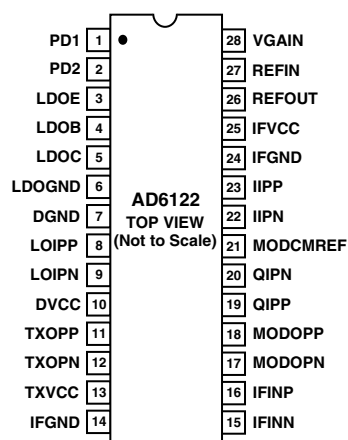 PD1 1
PD2 2
LDOE 3
LDOB 4
LDOC 5
LDOGND 6
DGND 7
LOIPP 8
LOIPN 9
DVCC 10
TXOPP 11
TXOPN 12
TXVCC 13
IFGND 14
AD6122
TOP VIEW
(Not to Scale)
28 VGAIN
27 REFIN
26 REFOUT
25 IFVCC
24 IFGND
23 IIPP
22 IIPN
21 MODCMREF
20 QIPN
19 QIPP
18 MODOPP
17 MODOPN
16 IFINP
15 IFINN